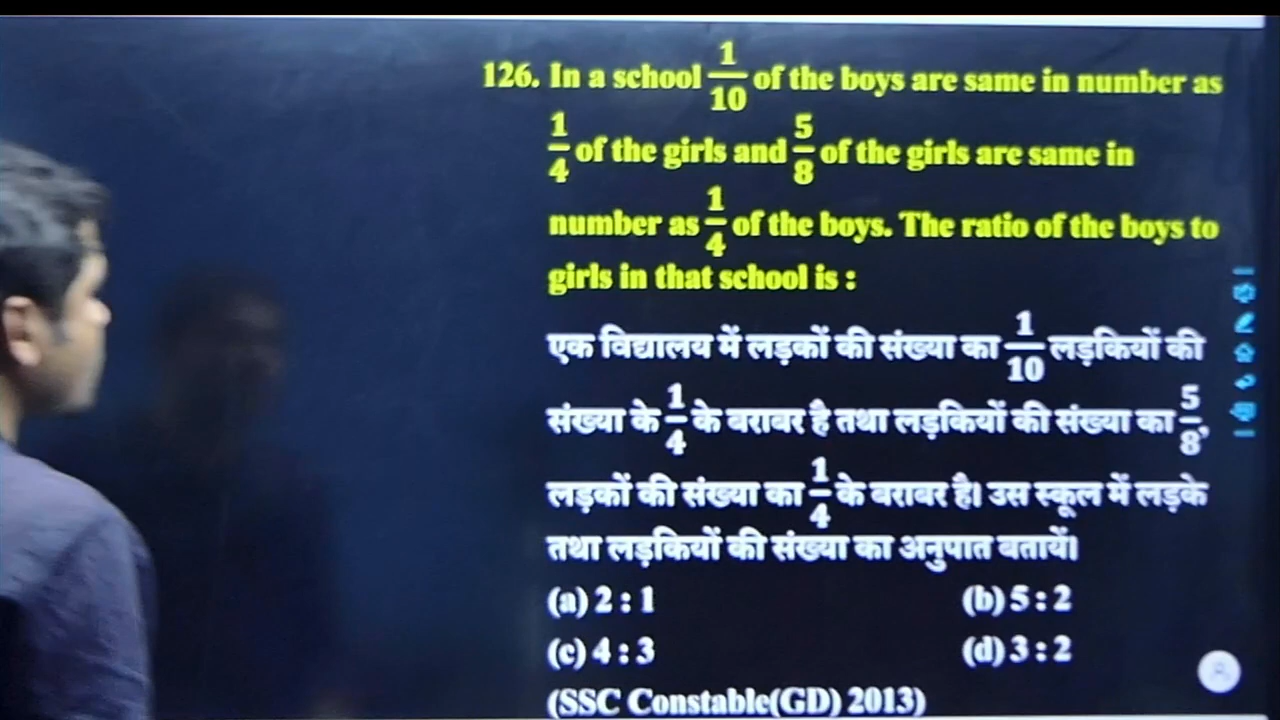 126. In a school 1/10 of the boys are same in number as
1/4 of the girls and 5/8 of the girls are same in
number as 1/4 of the boys. The ratio of the boys to
girls in that school is :
एक विद्यालय में लड़कों की संख्या का 1/10 लड़कियों की
संख्या के 1/4 के बराबर है तथा लड़कियों की संख्या का 5/8,
लड़कों की संख्या का 1/4 के बराबर है। उस स्कूल में लड़के
तथा लड़कियों की संख्या का अनुपात बतायें।
(a) 2 : 1 (b) 5 : 2
(c) 4 : 3 (d) 3 : 2
(SSC Constable(GD) 2013)